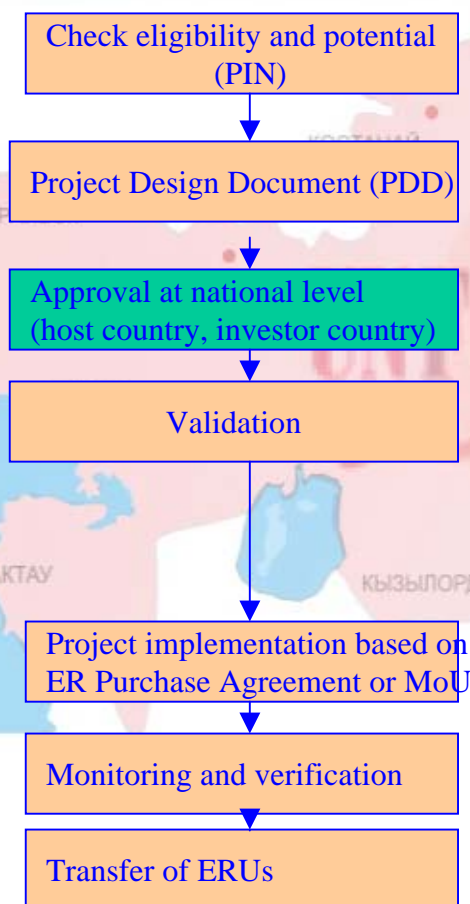 Check eligibility and potential
(PIN)
Project Design Document (PDD)
Approval at national level
(host country, investor country)
Validation
КЫЗЫЛОРД
Project implementation based on
ER Purchase Agreement or MoU
Monitoring and verification
Transfer of ERUs